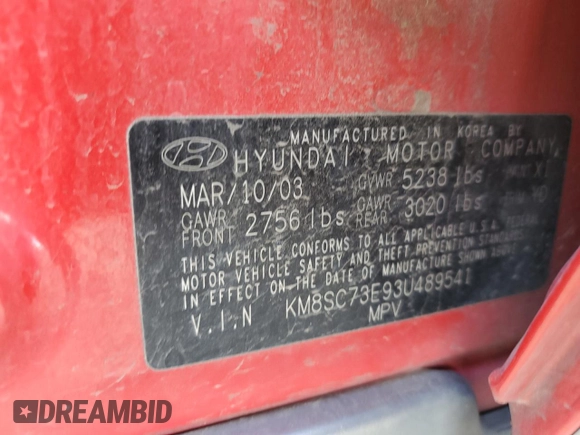 MANUFACTURED IN KOREA BY
HYUNDAI MOTOR COMPANY
MAR/10/03 GVWR 5238 lbs
GAWR FRONT 2756 lbs GAWR REAR 3020 lbs
THIS VEHICLE CONFORMS TO ALL APPLICABLE U.S.A. FEDERAL
MOTOR VEHICLE SAFETY AND THEFT PREVENTION STANDARDS
IN EFFECT ON THE DATE OF MANUFACTURE SHOWN ABOVE
V.I.N KM8SC73E93U489541
MPV
DREAMBID